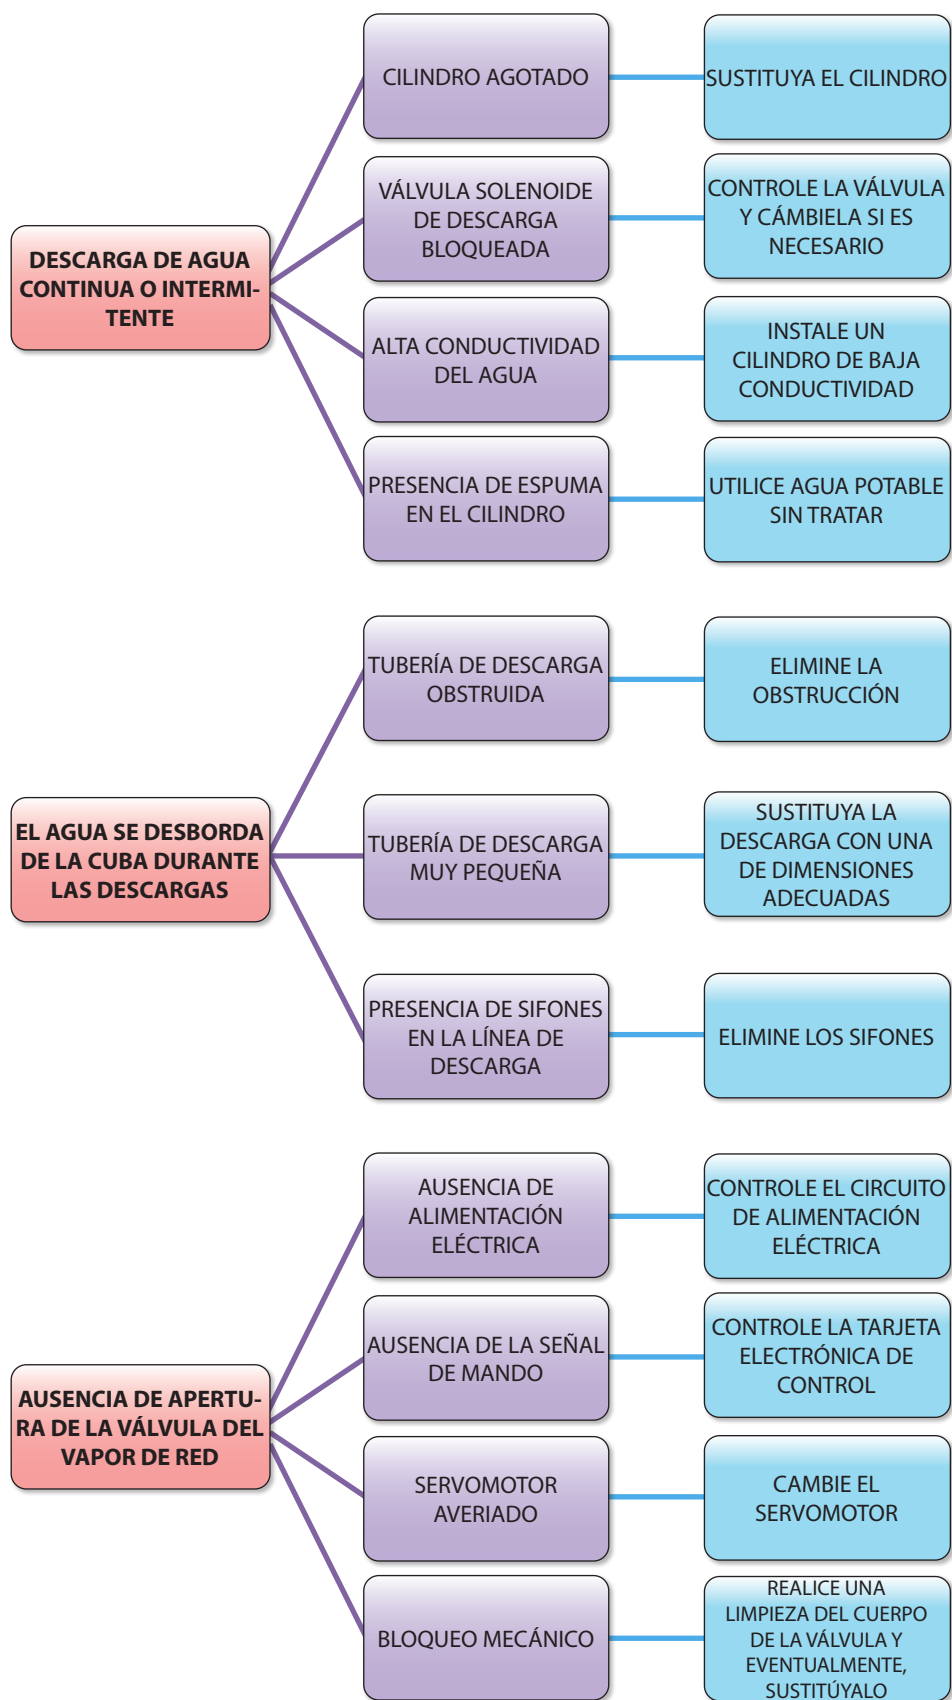 DESCARGA DE AGUA
CONTINUA O INTERMI-
TENTE
CILINDRO AGOTADO
SUSTITUYA EL CILINDRO
VÁLVULA SOLENOIDE
DE DESCARGA
BLOQUEADA
CONTROLE LA VÁLVULA
Y CÁMBIELA SI ES
NECESARIO
ALTA CONDUCTIVIDAD
DEL AGUA
INSTALE UN
CILINDRO DE BAJA
CONDUCTIVIDAD
PRESENCIA DE ESPUMA
EN EL CILINDRO
UTILICE AGUA POTABLE
SIN TRATAR
EL AGUA SE DESBORDA
DE LA CUBA DURANTE
LAS DESCARGAS
TUBERÍA DE DESCARGA
OBSTRUIDA
ELIMINE LA
OBSTRUCCIÓN
TUBERÍA DE DESCARGA
MUY PEQUEÑA
SUSTITUYA LA
DESCARGA CON UNA
DE DIMENSIONES
ADECUADAS
PRESENCIA DE SIFONES
EN LA LÍNEA DE
DESCARGA
ELIMINE LOS SIFONES
AUSENCIA DE APERTU-
RA DE LA VÁLVULA DEL
VAPOR DE RED
AUSENCIA DE
ALIMENTACIÓN
ELÉCTRICA
CONTROLE EL CIRCUITO
DE ALIMENTACIÓN
ELÉCTRICA
AUSENCIA DE LA SEÑAL
DE MANDO
CONTROLE LA TARJETA
ELECTRÓNICA DE
CONTROL
SERVOMOTOR
AVERIADO
CAMBIE EL
SERVOMOTOR
BLOQUEO MECÁNICO
REALICE UNA
LIMPIEZA DEL CUERPO
DE LA VÁLVULA Y
EVENTUALMENTE,
SUSTITÚYALO